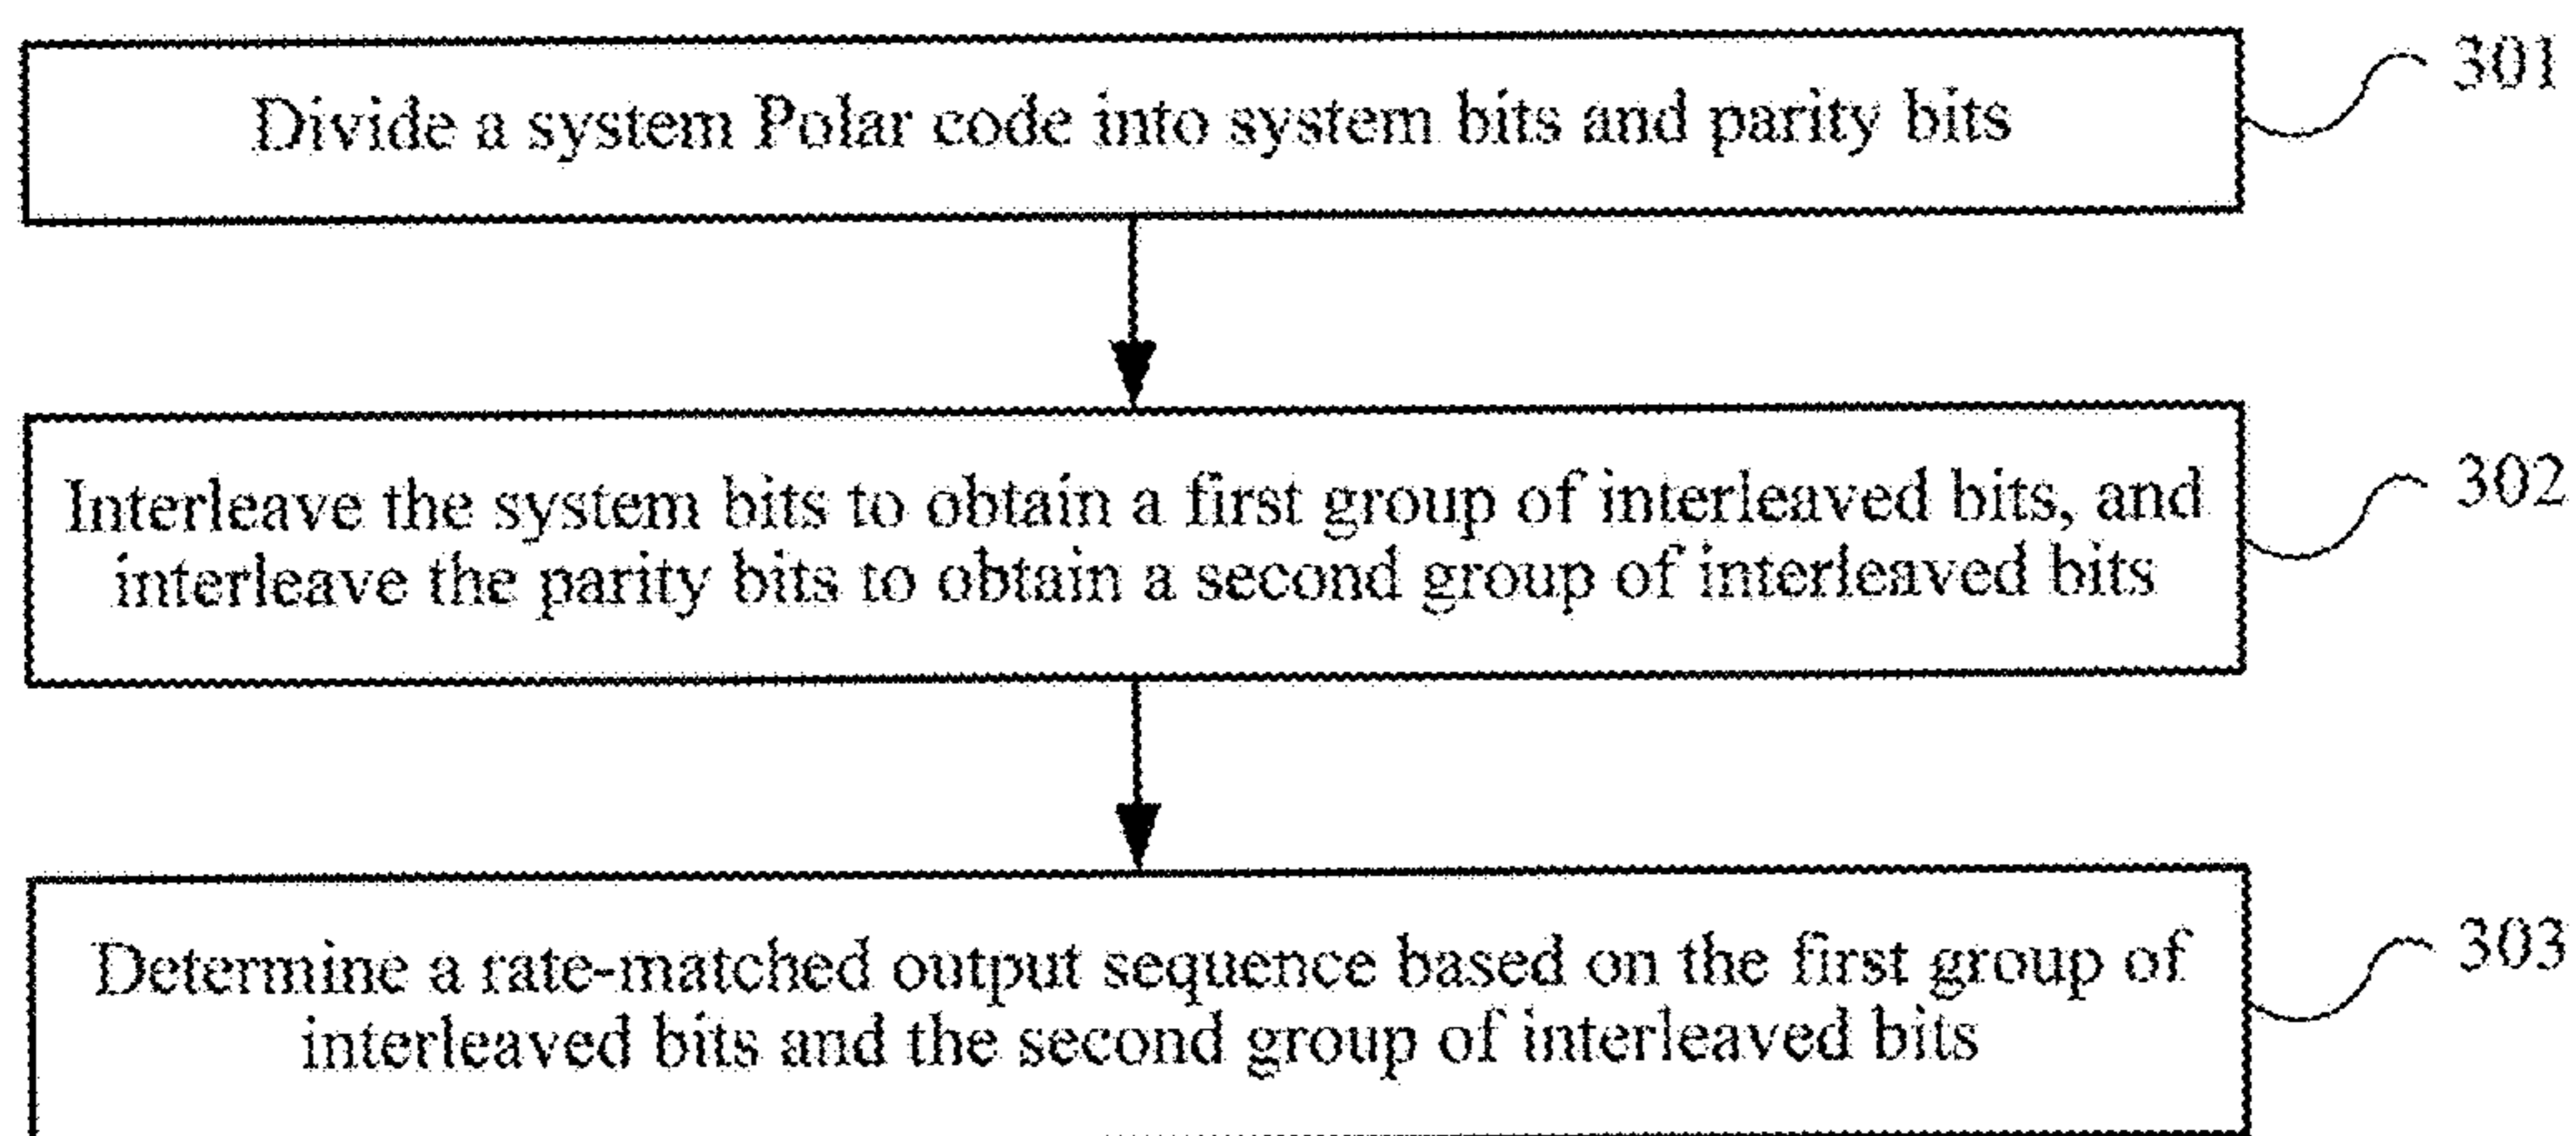 Divide a system Polar code into system bits and parity bits
301
Interleave the system bits to obtain a first group of interleaved bits, and
interleave the parity bits to obtain a second group of interleaved bits
302
Determine a rate-matched output sequence based on the first group of
interleaved bits and the second group of interleaved bits
303